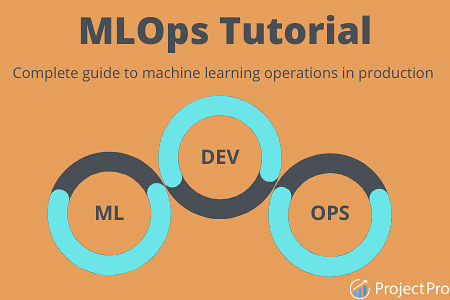 MLOps Tutorial
Complete guide to machine learning operations in production
DEV
ML
OPS
ProjectPro